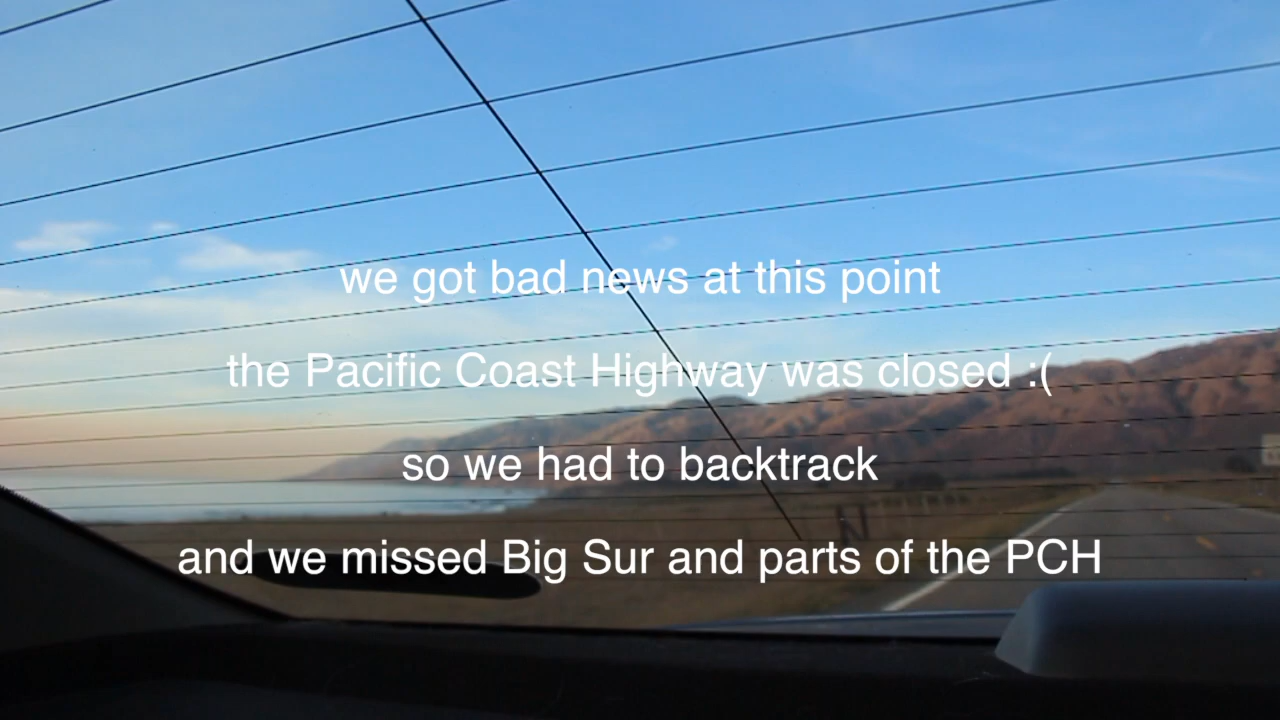 we got bad news at this point
the Pacific Coast Highway was closed :(
so we had to backtrack
and we missed Big Sur and parts of the PCH